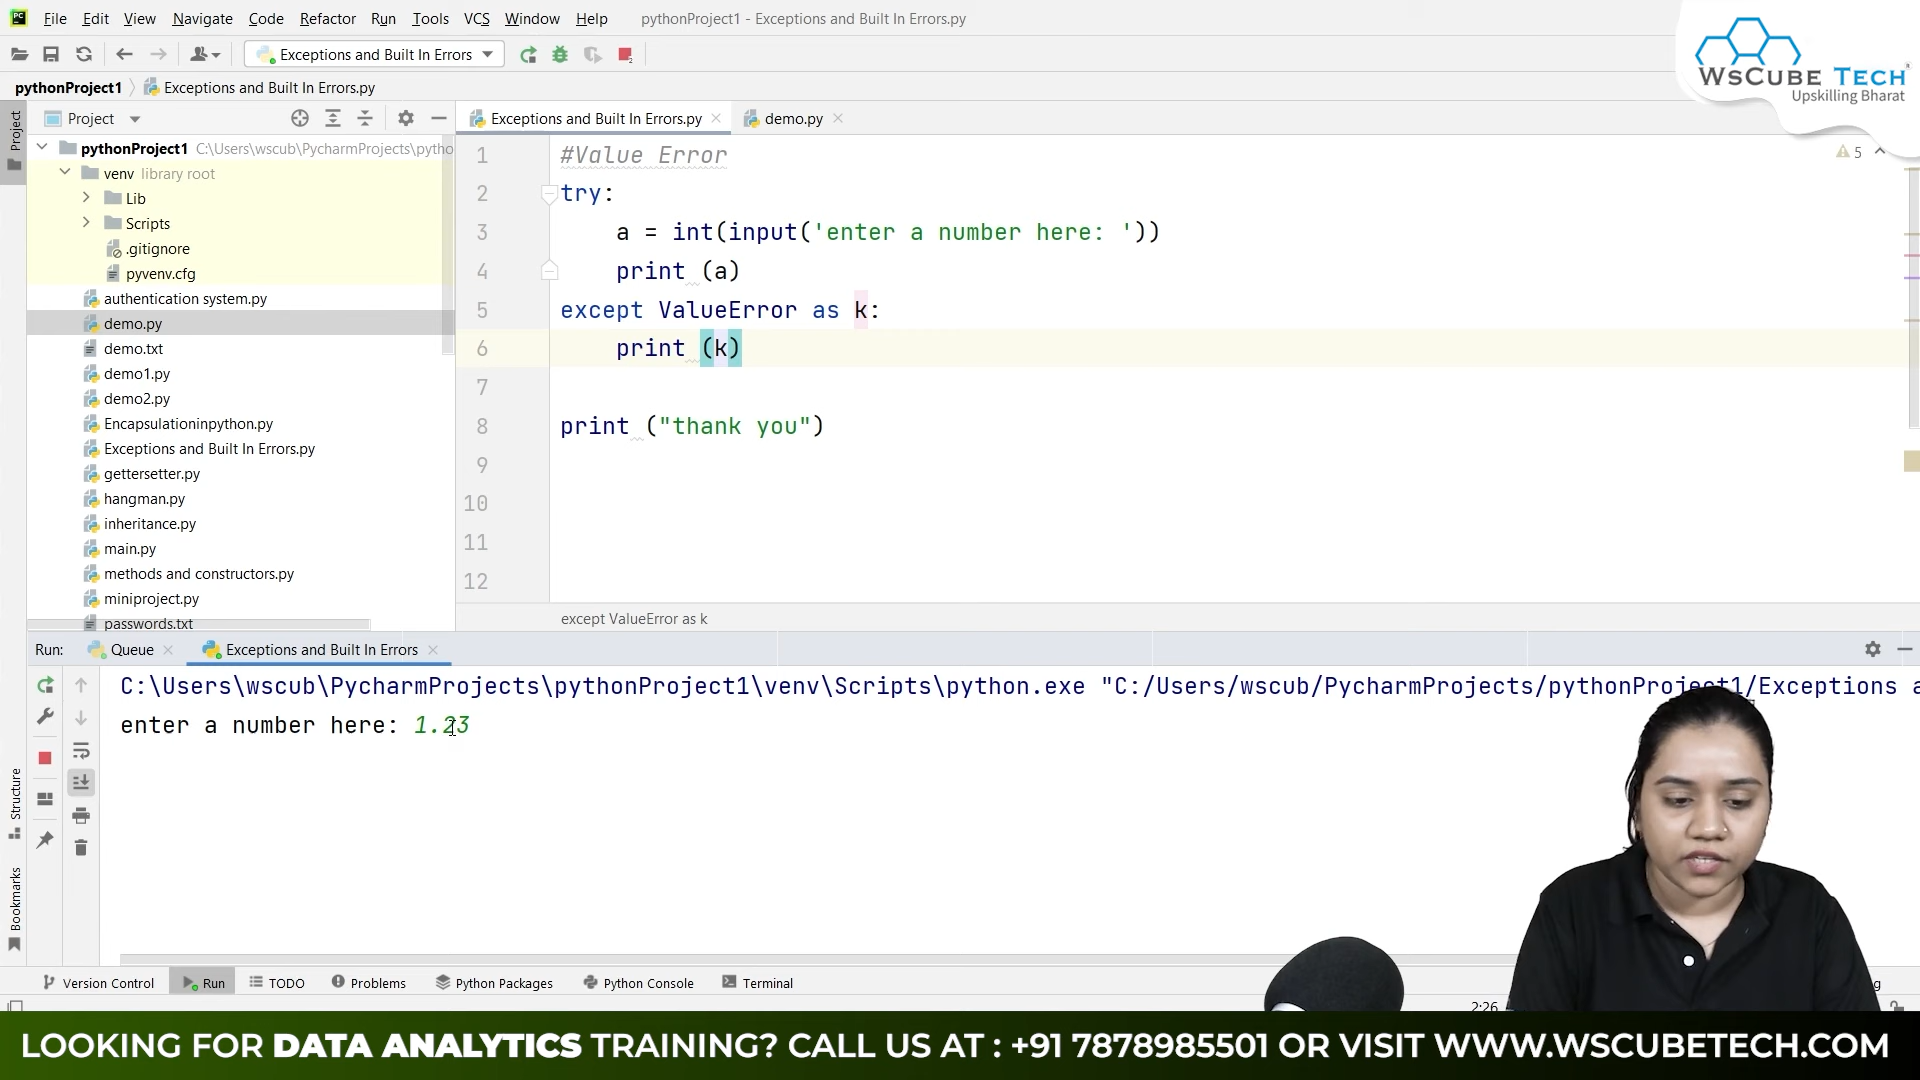 File Edit View Navigate Code Refactor Run Tools VCS Window Help pythonProject1 - Exceptions and Built In Errors.py
Exceptions and Built In Errors
WsCube Tech
Upskilling Bharat
pythonProject1 Exceptions and Built In Errors.py
Project
Project
Exceptions and Built In Errors.py
demo.py
pythonProject1 C:\Users\wscub\PycharmProjects\pytho
venv library root
Lib
Scripts
.gitignore
pyvenv.cfg
authentication system.py
demo.py
demo.txt
demo1.py
demo2.py
Encapsulationinpython.py
Exceptions and Built In Errors.py
gettersetter.py
hangman.py
inheritance.py
main.py
methods and constructors.py
miniproject.py
passwords.txt
1 #Value Error
2 try:
3 a = int(input('enter a number here: '))
4 print (a)
5 except ValueError as k:
6 print (k)
7
8 print ("thank you")
9
10
11
12
5
except ValueError as k
Run: Queue Exceptions and Built In Errors
C:\Users\wscub\PycharmProjects\pythonProject1\venv\Scripts\python.exe "C:/Users/wscub/PycharmProjects/pythonProject1/Exceptions a
enter a number here: 1.23
Structure
Bookmarks
Version Control Run TODO Problems Python Packages Python Console Terminal
2:26
LOOKING FOR DATA ANALYTICS TRAINING? CALL US AT : +91 7878985501 OR VISIT WWW.WSCUBETECH.COM